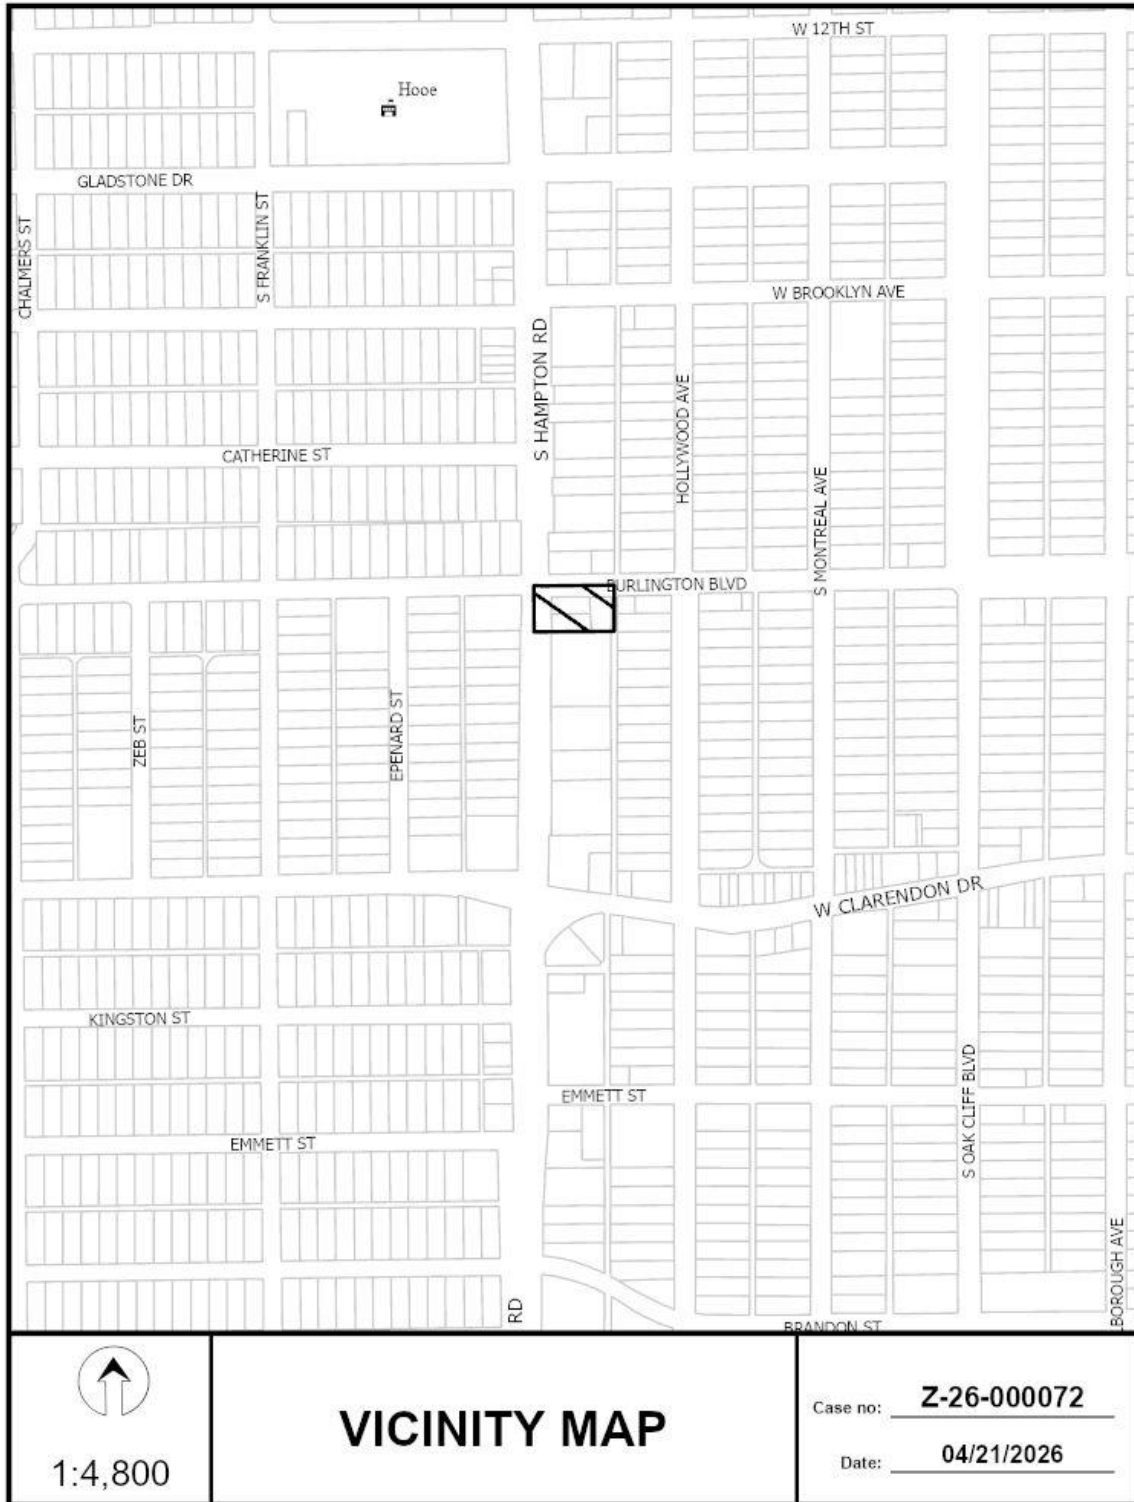 W 12TH ST
Hooe
GLADSTONE DR
CHALMERS ST
S FRANKLIN ST
W BROOKLYN AVE
S HAMPTON RD
HOLLYWOOD AVE
CATHERINE ST
S MONTREAL AVE
BURLINGTON BLVD
ZEB ST
EPENARD ST
W CLARENDON DR
KINGSTON ST
S OAK CLIFF BLVD
EMMETT ST
EMMETT ST
LBOROUGH AVE
RD
BRANDON ST
1:4,800
VICINITY MAP
Case no: Z-26-000072
Date: 04/21/2026